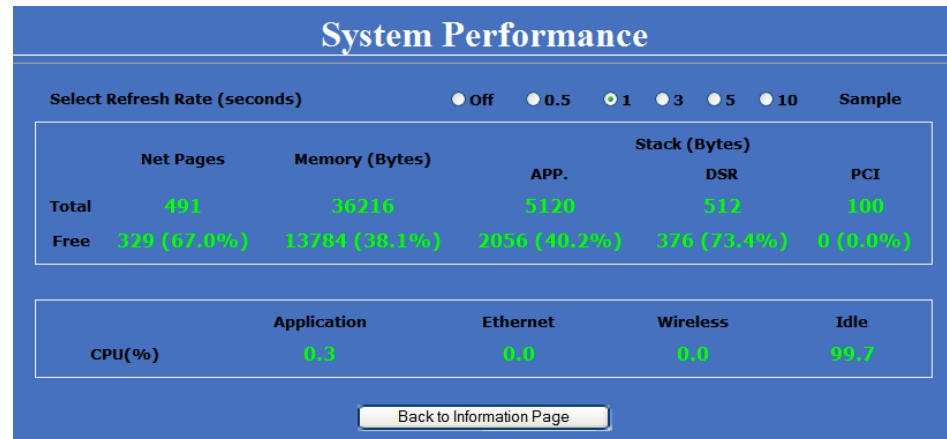 System Performance
Select Refresh Rate (seconds) Off 0.5 1 3 5 10 Sample
Stack (Bytes)
Net Pages Memory (Bytes)
APP. DSR PCI
Total 491 36216 5120 512 100
Free 329 (67.0%) 13784 (38.1%) 2056 (40.2%) 376 (73.4%) 0 (0.0%)
Application Ethernet Wireless Idle
CPU(%) 0.3 0.0 0.0 99.7
Back to Information Page